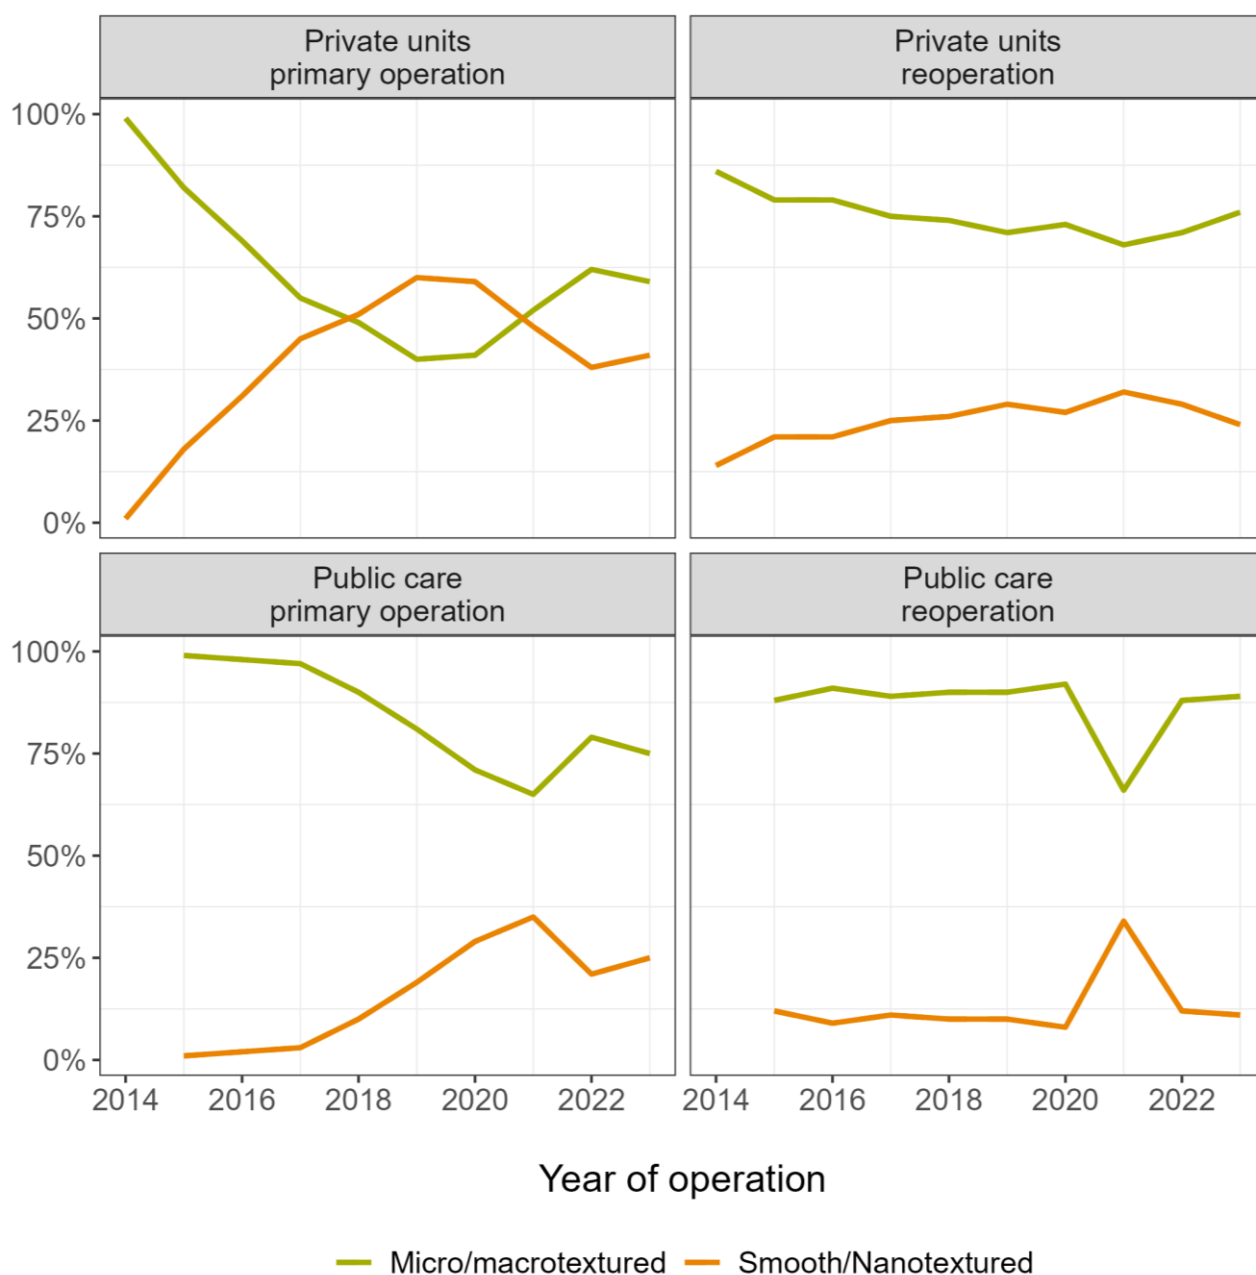 Private units
primary operation
Private units
reoperation
100%
75%
50%
25%
0%
Public care
primary operation
Public care
reoperation
100%
75%
50%
25%
0%
2014 2016 2018 2020 2022 2014 2016 2018 2020 2022
Year of operation
Micro/macrotextured Smooth/Nanotextured